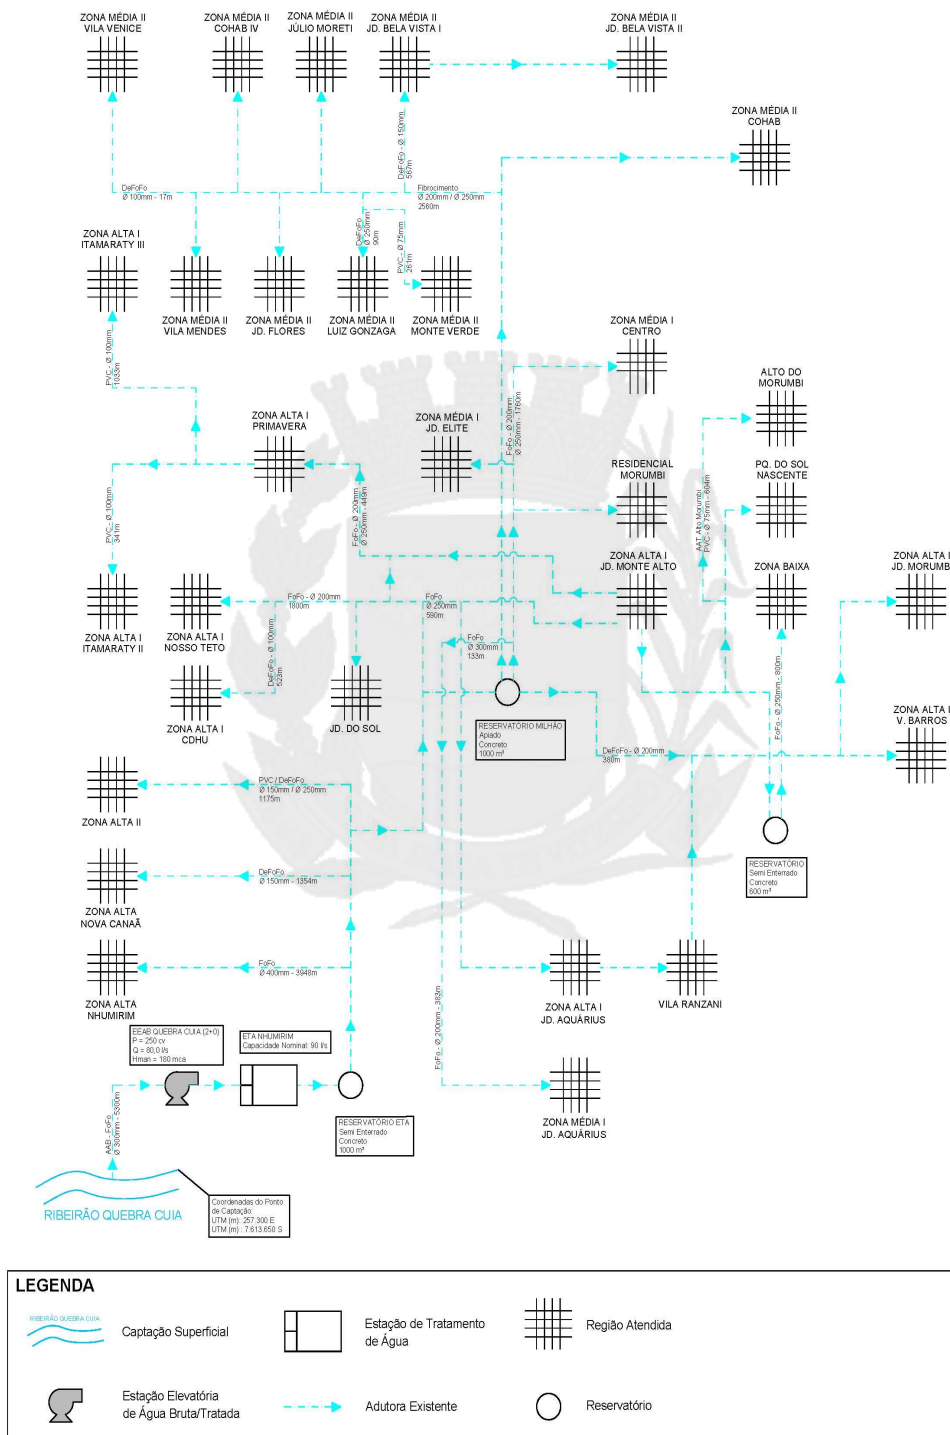 ZONA MÉDIA II
VILA VENICE
ZONA MÉDIA II
COHAB IV
ZONA MÉDIA II
JÚLIO MORETI
ZONA MÉDIA II
JD. BELA VISTA I
ZONA MÉDIA II
JD. BELA VISTA II
ZONA MÉDIA II
COHAB
DeFoFo - Ø 150mm
567m
DeFoFo
Ø 100mm - 17m
Fibrocimento
Ø 200mm / Ø 250mm
2560m
DeFoFo
Ø 250mm
90m
PVC - Ø 75mm
261m
ZONA ALTA I
ITAMARATY III
ZONA MÉDIA II
VILA MENDES
ZONA MÉDIA II
JD. FLORES
ZONA MÉDIA II
LUIZ GONZAGA
ZONA MÉDIA II
MONTE VERDE
ZONA MÉDIA I
CENTRO
PVC - Ø 100mm
1033m
ALTO DO
MORUMBI
ZONA ALTA I
PRIMAVERA
ZONA MÉDIA I
JD. ELITE
FoFo - Ø 200mm
Ø 250mm - 1760m
RESIDENCIAL
MORUMBI
PQ. DO SOL
NASCENTE
AAT Alto Morumbi
PVC - Ø 75mm - 604m
PVC - Ø 100mm
341m
FoFo - Ø 200mm
Ø 250mm - 449m
ZONA ALTA I
JD. MONTE ALTO
ZONA BAIXA
ZONA ALTA I
JD. MORUMB
FoFo - Ø 200mm
1800m
FoFo
Ø 250mm
590m
ZONA ALTA I
ITAMARATY II
ZONA ALTA I
NOSSO TETO
DeFoFo - Ø 100mm
523m
FoFo
Ø 300mm
133m
FoFo - Ø 250mm - 800m
ZONA ALTA I
CDHU
JD. DO SOL
RESERVATÓRIO MILHÃO
Apiado
Concreto
1000 m³
ZONA ALTA I
V. BARROS
DeFoFo - Ø 200mm
380m
PVC / DeFoFo
Ø 150mm / Ø 250mm
1175m
ZONA ALTA II
RESERVATÓRIO
Semi Enterrado
Concreto
600 m³
DeFoFo
Ø 150mm - 1354m
ZONA ALTA
NOVA CANAÃ
FoFo
Ø 400mm - 3948m
ZONA ALTA
NHUMIRIM
ZONA ALTA I
JD. AQUÁRIUS
VILA RANZANI
FoFo - Ø 200mm - 383m
EEAB QUEBRA CUIA (2+0)
P = 250 cv
Q = 80,0 l/s
Hman = 180 mca
ETA NHUMIRIM
Capacidade Nominal: 90 l/s
RESERVATÓRIO ETA
Semi Enterrado
Concreto
1000 m³
ZONA MÉDIA I
JD. AQUÁRIUS
AAB - FoFo
Ø 300mm - 5300m
RIBEIRÃO QUEBRA CUIA
Coordenadas do Ponto
de Captação:
UTM (m): 257.300 E
UTM (m) : 7.613.650 S
LEGENDA
RIBEIRÃO QUEBRA CUIA
Captação Superficial
Estação de Tratamento
de Água
Região Atendida
Estação Elevatória
de Água Bruta/Tratada
Adutora Existente
Reservatório